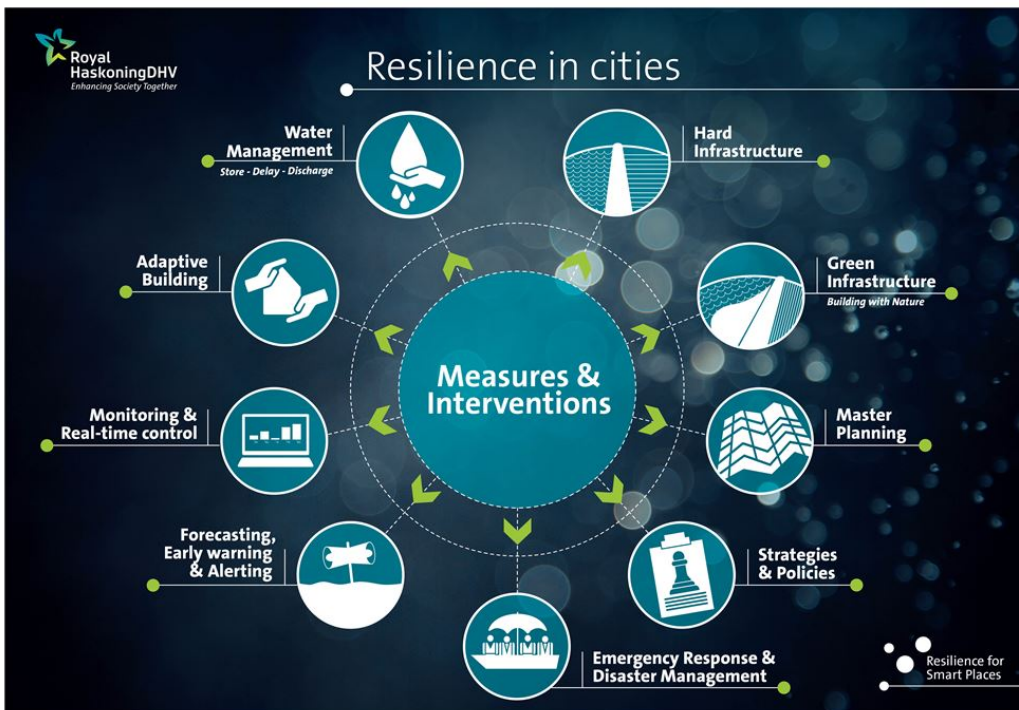 Royal
HaskoningDHV
Enhancing Society Together
Resilience in cities
Water
Management
Store - Delay - Discharge
Hard
Infrastructure
Adaptive
Building
Green
Infrastructure
Building with Nature
Measures &
Interventions
Monitoring &
Real-time control
Master
Planning
Forecasting,
Early warning
& Alerting
Strategies
& Policies
Emergency Response &
Disaster Management
Resilience for
Smart Places